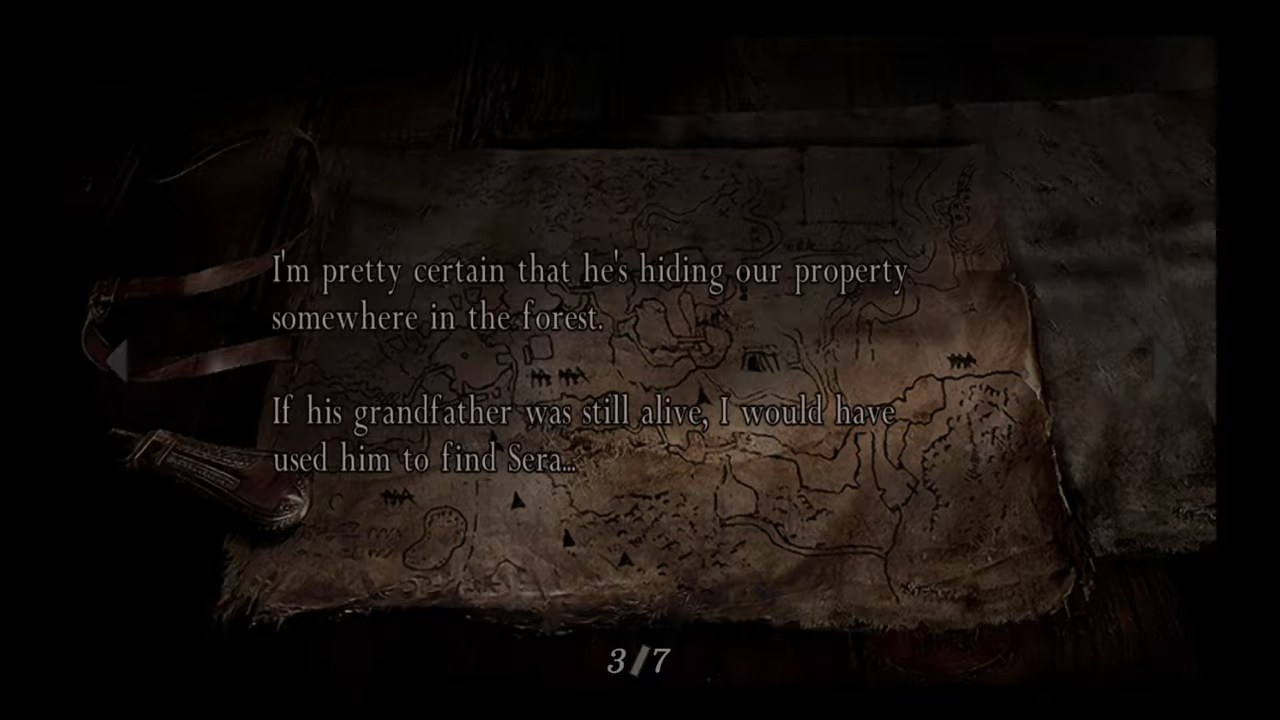 I'm pretty certain that he's hiding our property
somewhere in the forest.
If his grandfather was still alive, I would have
used him to find Sera...
3/7